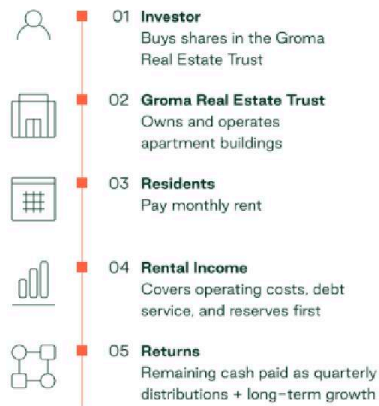 01 Investor
Buys shares in the Groma
Real Estate Trust
02 Groma Real Estate Trust
Owns and operates
apartment buildings
03 Residents
Pay monthly rent
04 Rental Income
Covers operating costs, debt
service, and reserves first
05 Returns
Remaining cash paid as quarterly
distributions + long-term growth